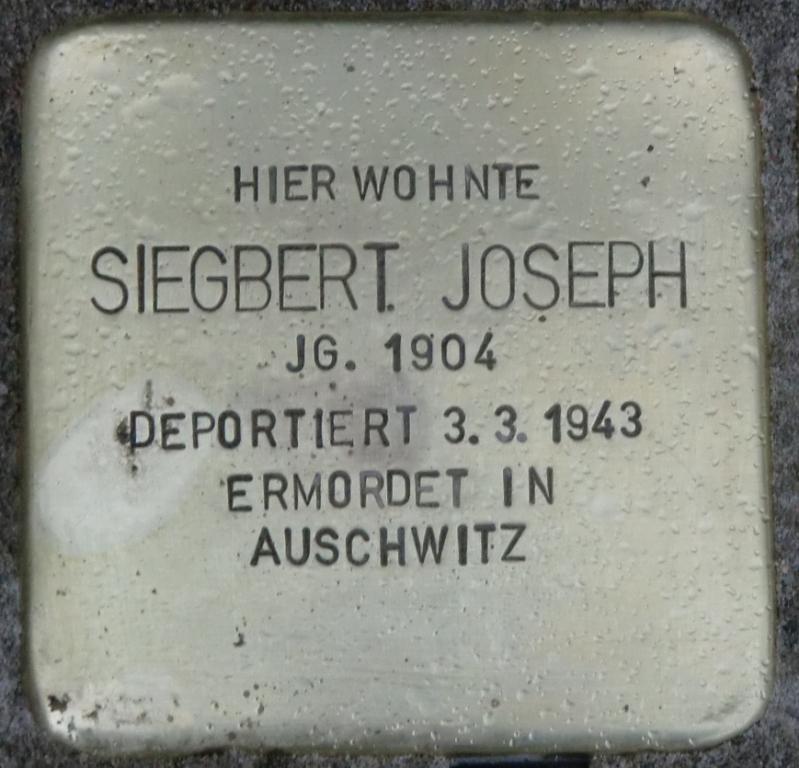 HIER WOHNTE
SIEGBERT JOSEPH
JG. 1904
DEPORTIERT 3.3.1943
ERMORDET IN
AUSCHWITZ